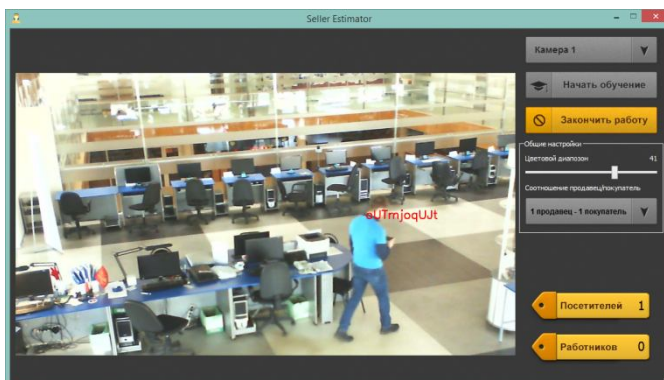 Seller Estimator
Камера 1
Начать обучение
Закончить работу
Общие настройки
Цветовой диапазон 41
Соотношение продавец/покупатель
1 продавец - 1 покупатель
aUTrnjoqUJt
Посетителей 1
Работников 0